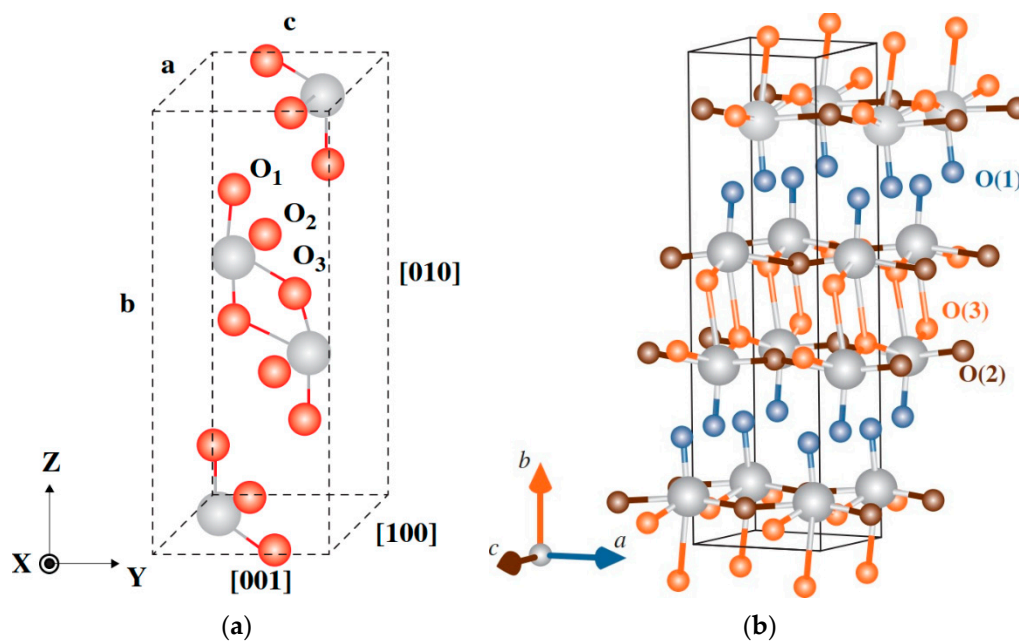 c
a
O1
O2
O3
b
[010]
[100]
[001]
Z
X
Y
(a)
O(1)
O(3)
O(2)
b
c
a
(b)